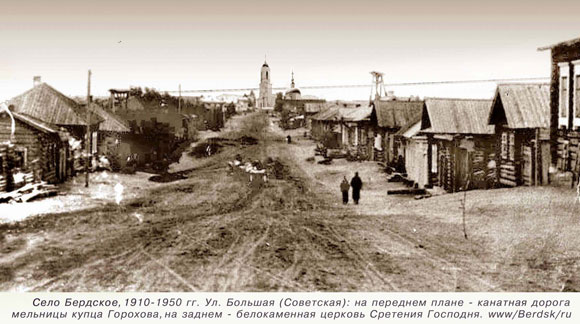 Село Бердское, 1910-1950 гг. Ул. Большая (Советская): на переднем плане - канатная дорога
мельницы купца Горохова, на заднем - белокаменная церковь Сретения Господня. www/Berdsk/ru